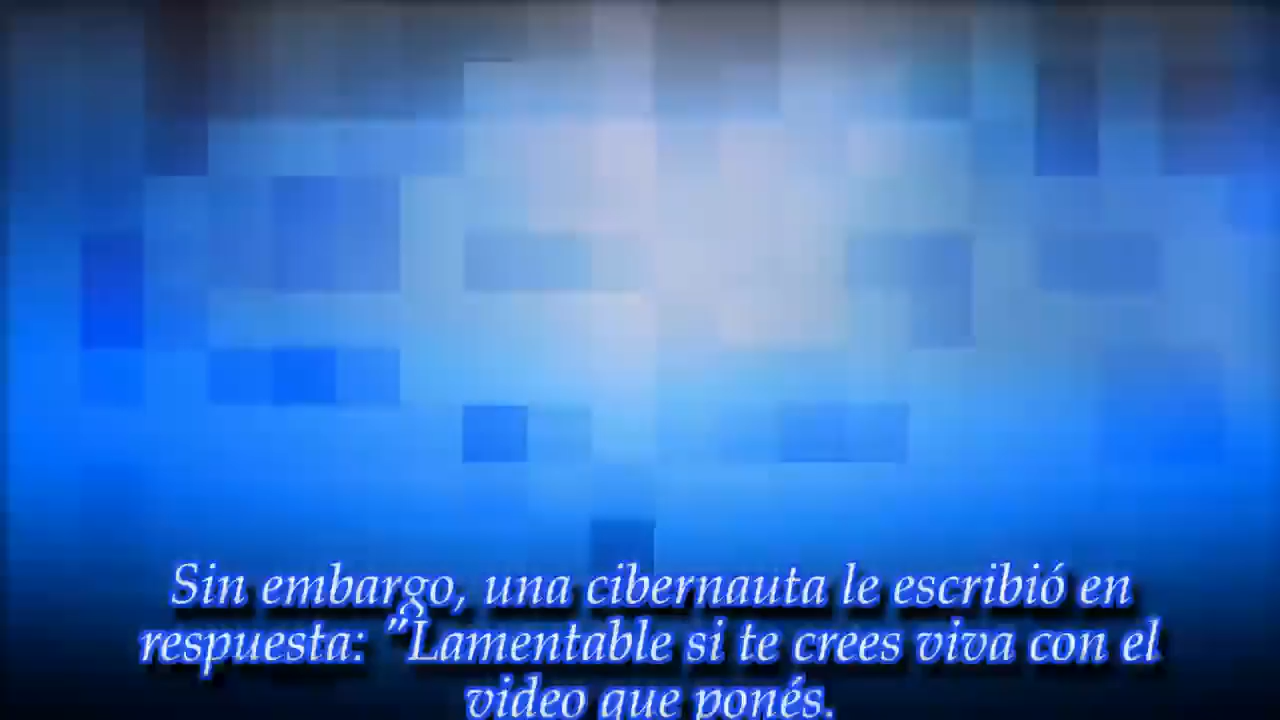 Sin embargo, una cibernauta le escribió en
respuesta: "Lamentable si te crees viva con el
video que ponés.